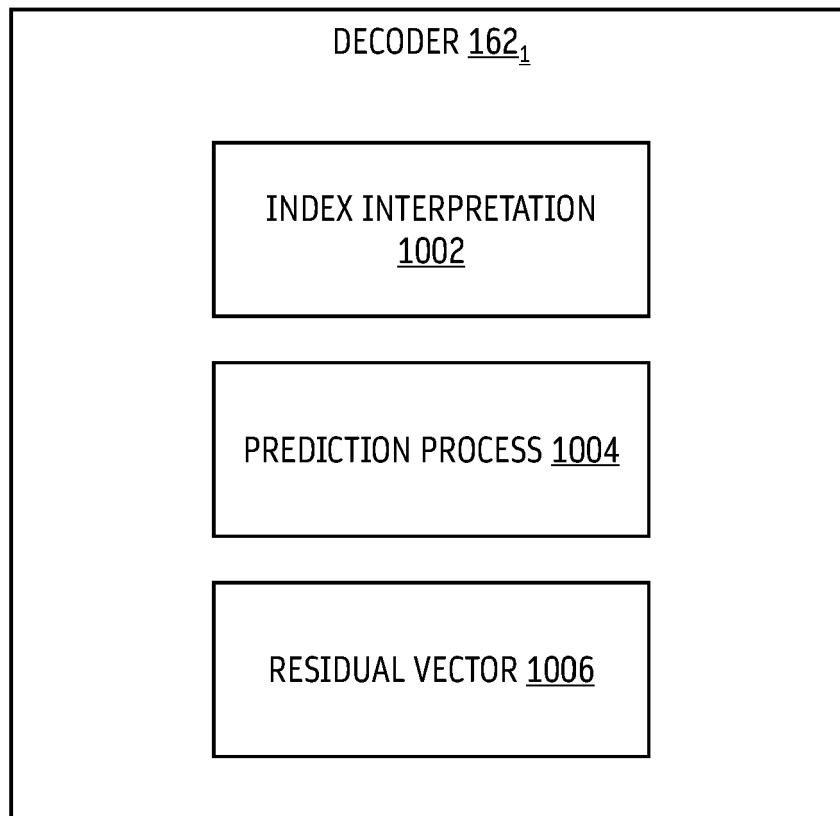 DECODER 162₁
INDEX INTERPRETATION
1002
PREDICTION PROCESS 1004
RESIDUAL VECTOR 1006